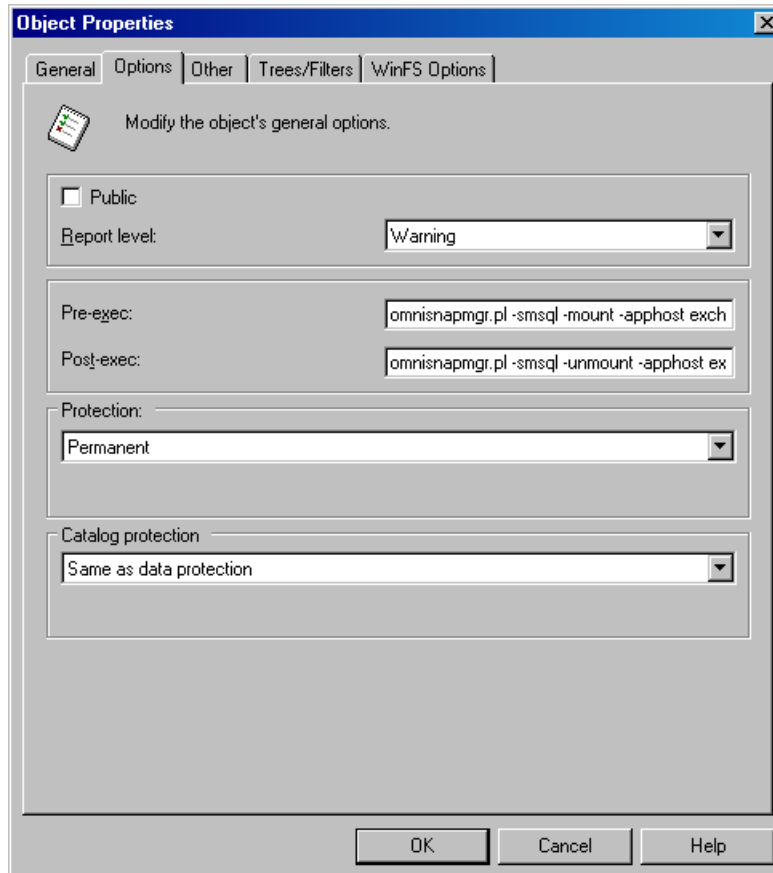 Object Properties
General Options Other Trees/Filters WinFS Options
Modify the object's general options.
Public
Report level: Warning
Pre-exec: omnisnapmgr.pl -smsql -mount -apphost exch
Post-exec: omnisnapmgr.pl -smsql -unmount -apphost ex
Protection:
Permanent
Catalog protection
Same as data protection
OK Cancel Help